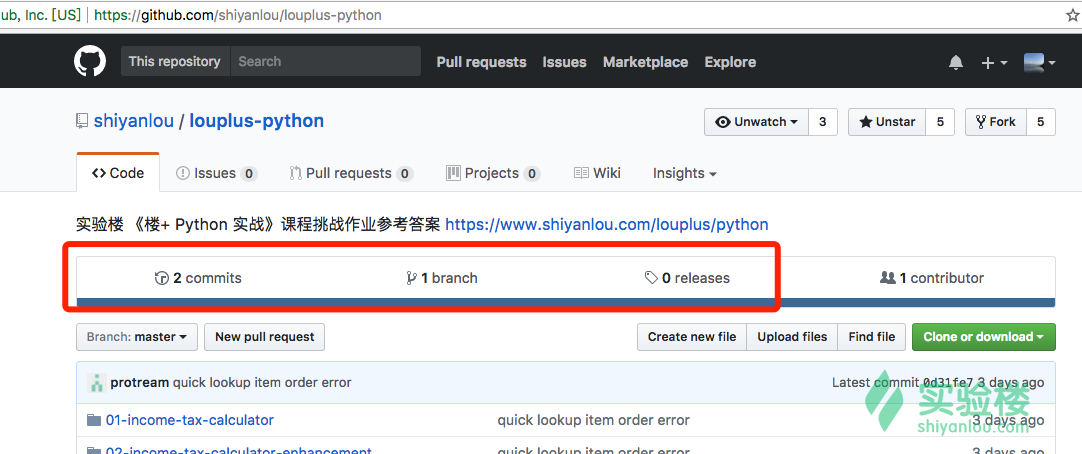 ub, Inc. [US] https://github.com/shiyanlou/louplus-python
This repository Search Pull requests Issues Marketplace Explore
shiyanlou / louplus-python Unwatch 3 Unstar 5 Fork 5
Code Issues 0 Pull requests 0 Projects 0 Wiki Insights
实验楼 《楼+ Python 实战》课程挑战作业参考答案 https://www.shiyanlou.com/louplus/python
2 commits 1 branch 0 releases 1 contributor
Branch: master New pull request Create new file Upload files Find file Clone or download
protream quick lookup item order error Latest commit 0d31fe7 3 days ago
01-income-tax-calculator quick lookup item order error 3 days ago
02-income-tax-calculator-enhancement quick lookup item order error 3 days ago
实验楼
shiyanlou.com